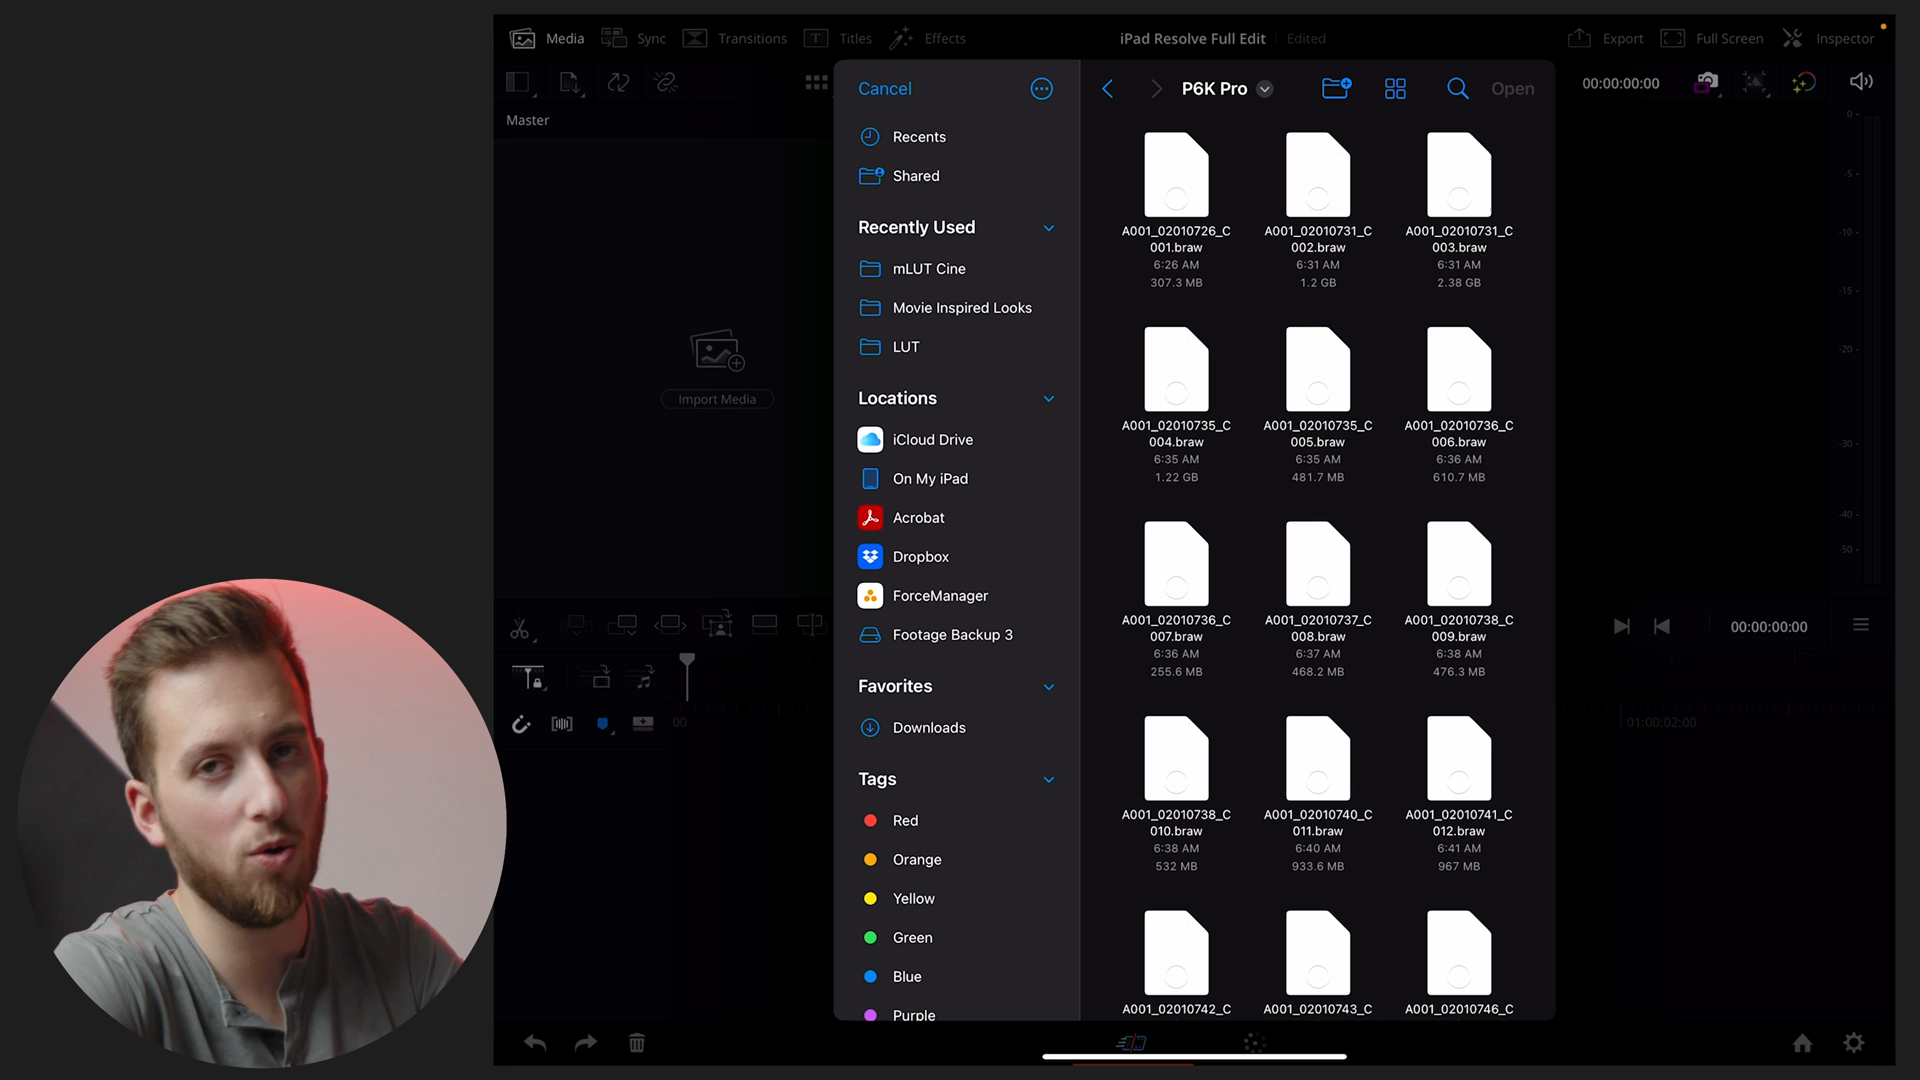 Media Sync Transitions Titles Effects iPad Resolve Full Edit Edited Export Full Screen Inspector
Master
Import Media
Cancel
Recents
Shared
Recently Used
mLUT Cine
Movie Inspired Looks
LUT
Locations
iCloud Drive
On My iPad
Acrobat
Dropbox
ForceManager
Footage Backup 3
Favorites
Downloads
Tags
Red
Orange
Yellow
Green
Blue
Purple
P6K Pro Open
A001_02010726_C A001_02010731_C A001_02010731_C
001.braw 002.braw 003.braw
6:26 AM 6:31 AM 6:31 AM
307.3 MB 1.2 GB 2.38 GB
A001_02010735_C A001_02010735_C A001_02010736_C
004.braw 005.braw 006.braw
6:35 AM 6:35 AM 6:36 AM
1.22 GB 481.7 MB 610.7 MB
A001_02010736_C A001_02010737_C A001_02010738_C
007.braw 008.braw 009.braw
6:36 AM 6:37 AM 6:38 AM
255.6 MB 468.2 MB 476.3 MB
A001_02010738_C A001_02010740_C A001_02010741_C
010.braw 011.braw 012.braw
6:38 AM 6:40 AM 6:41 AM
532 MB 933.6 MB 967 MB
A001_02010742_C A001_02010743_C A001_02010746_C
00:00:00:00
0
-5
-10
-15
-20
-30
-40
-50
00:00:00:00
00
01:00:02:00